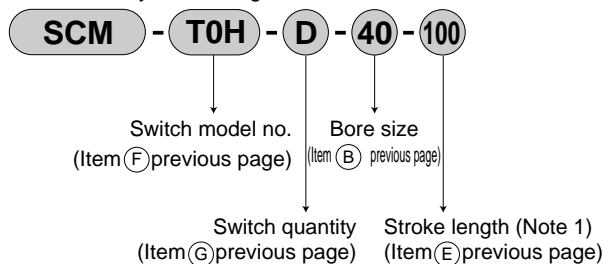 SCM - T0H - D - 40 - 100
Switch model no.
(Item Ⓕ previous page)
Bore size
(Item Ⓑ previous page)
Switch quantity
(Item Ⓖ previous page)
Stroke length (Note 1)
(Item Ⓔ previous page)